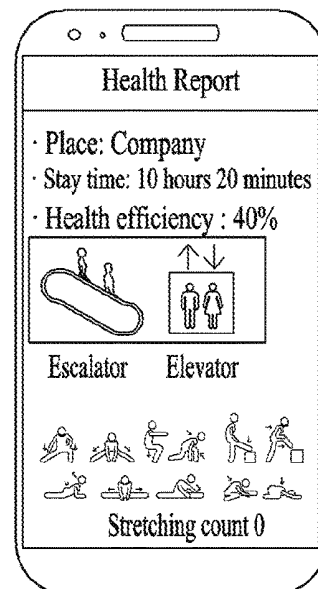 Health Report
· Place: Company
· Stay time: 10 hours 20 minutes
· Health efficiency : 40%
Escalator Elevator
Stretching count 0